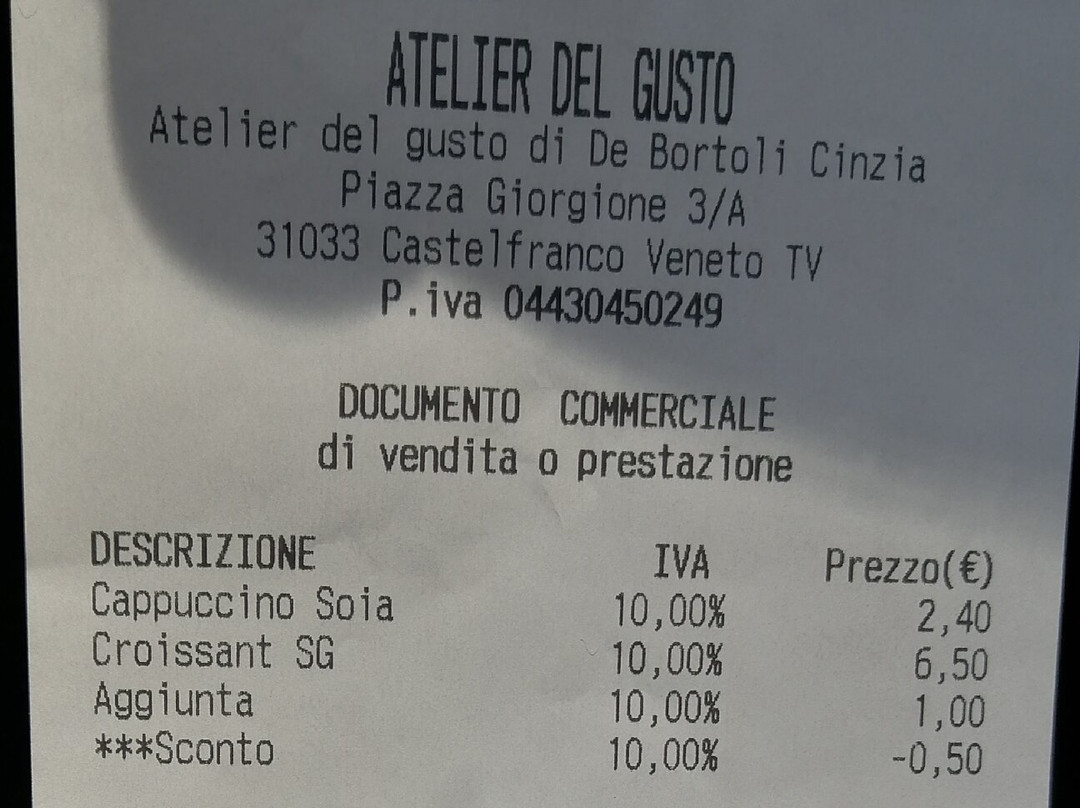 ATELIER DEL GUSTO
Atelier del gusto di De Bortoli Cinzia
Piazza Giorgione 3/A
31033 Castelfranco Veneto TV
P.iva 04430450249
DOCUMENTO COMMERCIALE
di vendita o prestazione
DESCRIZIONE IVA Prezzo(€)
Cappuccino Soia 10,00% 2,40
Croissant SG 10,00% 6,50
Aggiunta 10,00% 1,00
***Sconto 10,00% -0,50